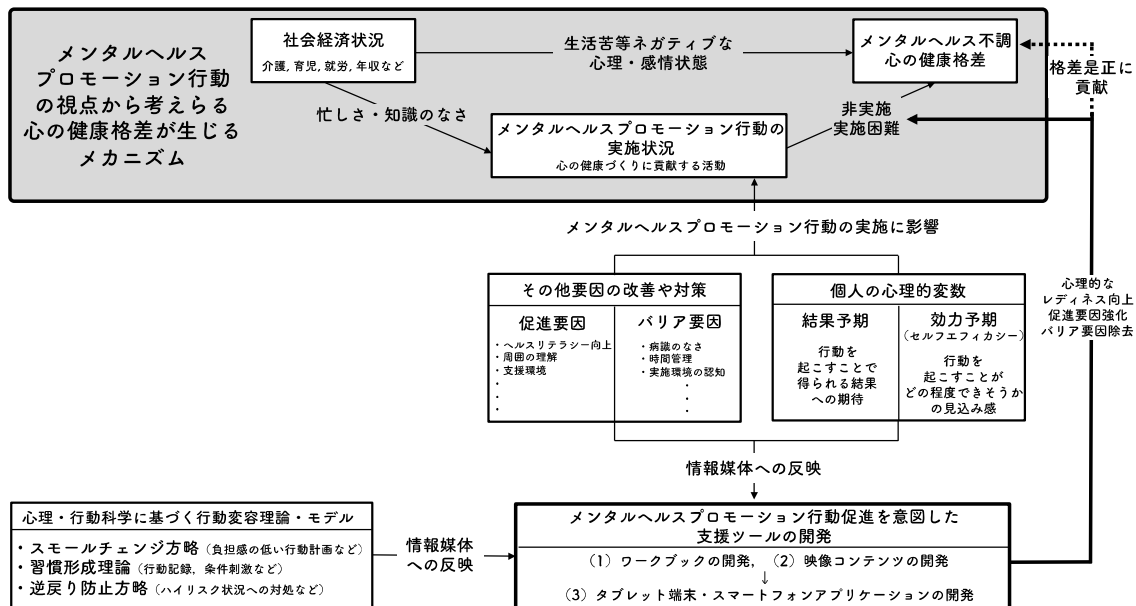 メンタルヘルス
プロモーション行動
の視点から考えらる
心の健康格差が生じる
メカニズム
社会経済状況
介護, 育児, 就労, 年収など
生活苦等ネガティブな
心理・感情状態
メンタルヘルス不調
心の健康格差
格差是正に
貢献
忙しさ・知識のなさ
メンタルヘルスプロモーション行動の
実施状況
心の健康づくりに貢献する活動
非実施
実施困難
メンタルヘルスプロモーション行動の実施に影響
その他要因の改善や対策
促進要因
・ヘルスリテラシー向上
・周囲の理解
・支援環境
・
・
・
バリア要因
・病識のなさ
・時間管理
・実施環境の認知
・
・
・
個人の心理的変数
結果予期
行動を
起こすことで
得られる結果
への期待
効力予期
（セルフエフィカシー）
行動を
起こすことが
どの程度できそうか
の見込み感
心理的な
レディネス向上
促進要因強化
バリア要因除去
情報媒体への反映
心理・行動科学に基づく行動変容理論・モデル
・スモールチェンジ方略（負担感の低い行動計画など）
・習慣形成理論（行動記録, 条件刺激など）
・逆戻り防止方略（ハイリスク状況への対処など）
情報媒体
への反映
メンタルヘルスプロモーション行動促進を意図した
支援ツールの開発
（1）ワークブックの開発, （2）映像コンテンツの開発
↓
（3）タブレット端末・スマートフォンアプリケーションの開発